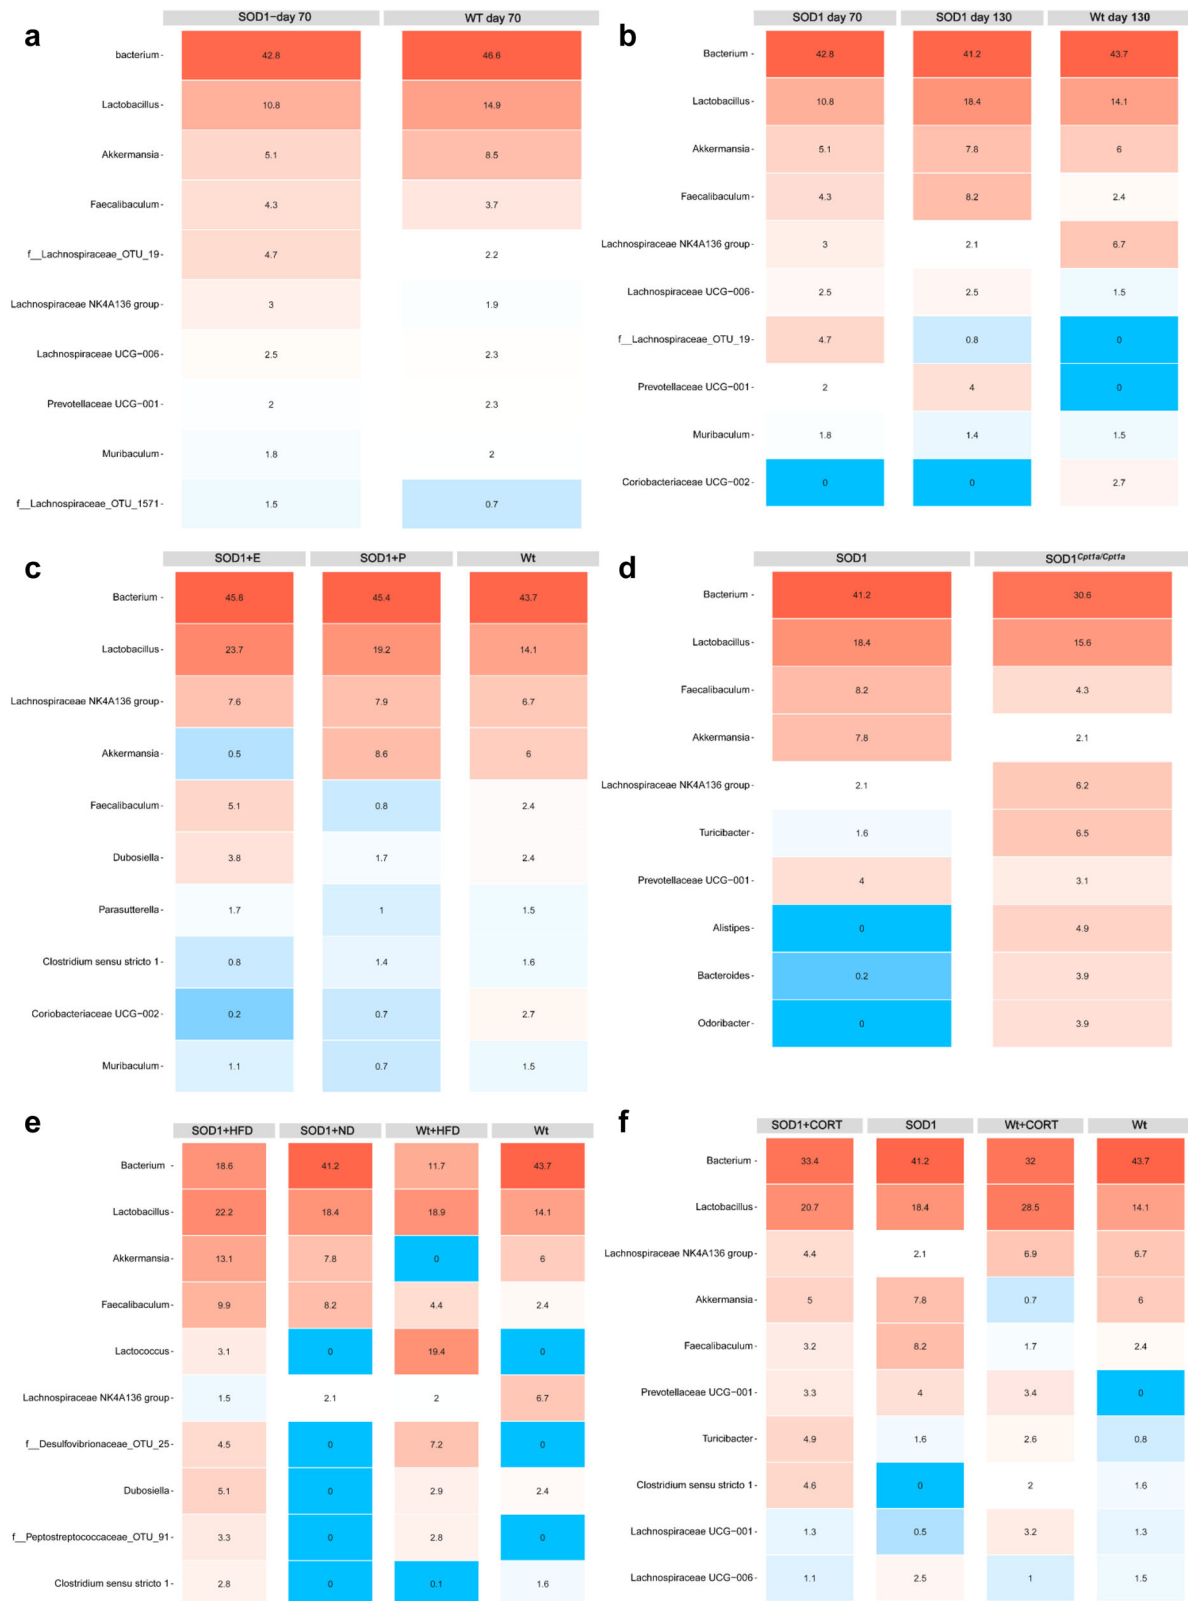 a
SOD1−day 70 WT day 70
bacterium 42.8 46.6
Lactobacillus 10.8 14.9
Akkermansia 5.1 8.5
Faecalibaculum 4.3 3.7
f__Lachnospiraceae_OTU_19 4.7 2.2
Lachnospiraceae NK4A136 group 3 1.9
Lachnospiraceae UCG−006 2.5 2.3
Prevotellaceae UCG−001 2 2.3
Muribaculum 1.8 2
f__Lachnospiraceae_OTU_1571 1.5 0.7
b
SOD1 day 70 SOD1 day 130 Wt day 130
Bacterium 42.8 41.2 43.7
Lactobacillus 10.8 18.4 14.1
Akkermansia 5.1 7.8 6
Faecalibaculum 4.3 8.2 2.4
Lachnospiraceae NK4A136 group 3 2.1 6.7
Lachnospiraceae UCG−006 2.5 2.5 1.5
f__Lachnospiraceae_OTU_19 4.7 0.8 0
Prevotellaceae UCG−001 2 4 0
Muribaculum 1.8 1.4 1.5
Coriobacteriaceae UCG−002 0 0 2.7
c
SOD1+E SOD1+P Wt
Bacterium 45.8 45.4 43.7
Lactobacillus 23.7 19.2 14.1
Lachnospiraceae NK4A136 group 7.6 7.9 6.7
Akkermansia 0.5 8.6 6
Faecalibaculum 5.1 0.8 2.4
Dubosiella 3.8 1.7 2.4
Parasutterella 1.7 1 1.5
Clostridium sensu stricto 1 0.8 1.4 1.6
Coriobacteriaceae UCG−002 0.2 0.7 2.7
Muribaculum 1.1 0.7 1.5
d
SOD1 SOD1Cpt1a/Cpt1a
Bacterium 41.2 30.6
Lactobacillus 18.4 15.6
Faecalibaculum 8.2 4.3
Akkermansia 7.8 2.1
Lachnospiraceae NK4A136 group 2.1 6.2
Turicibacter 1.6 6.5
Prevotellaceae UCG−001 4 3.1
Alistipes 0 4.9
Bacteroides 0.2 3.9
Odoribacter 0 3.9
e
SOD1+HFD SOD1+ND Wt+HFD Wt
Bacterium 18.6 41.2 11.7 43.7
Lactobacillus 22.2 18.4 18.9 14.1
Akkermansia 13.1 7.8 0 6
Faecalibaculum 9.9 8.2 4.4 2.4
Lactococcus 3.1 0 19.4 0
Lachnospiraceae NK4A136 group 1.5 2.1 2 6.7
f__Desulfovibrionaceae_OTU_25 4.5 0 7.2 0
Dubosiella 5.1 0 2.9 2.4
f__Peptostreptococcaceae_OTU_91 3.3 0 2.8 0
Clostridium sensu stricto 1 2.8 0 0.1 1.6
f
SOD1+CORT SOD1 Wt+CORT Wt
Bacterium 33.4 41.2 32 43.7
Lactobacillus 20.7 18.4 28.5 14.1
Lachnospiraceae NK4A136 group 4.4 2.1 6.9 6.7
Akkermansia 5 7.8 0.7 6
Faecalibaculum 3.2 8.2 1.7 2.4
Prevotellaceae UCG−001 3.3 4 3.4 0
Turicibacter 4.9 1.6 2.6 0.8
Clostridium sensu stricto 1 4.6 0 2 1.6
Lachnospiraceae UCG−001 1.3 0.5 3.2 1.3
Lachnospiraceae UCG−006 1.1 2.5 1 1.5